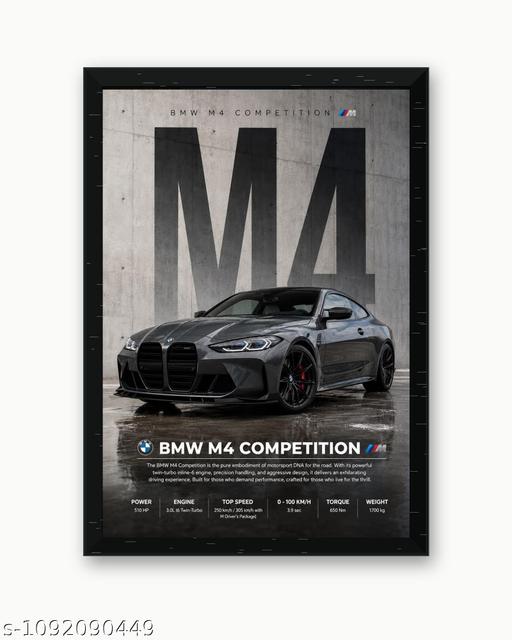 BMW M4 COMPETITION
M4
BMW M4 COMPETITION
The BMW M4 Competition is the pure embodiment of motorsport DNA for the road. With its powerful
twin-turbo inline-6 engine, precision handling, and aggressive design, it delivers an exhilarating
driving experience. Built for those who demand performance, crafted for those who live for the thrill.
POWER ENGINE TOP SPEED 0 - 100 KM/H TORQUE WEIGHT
510 HP 3.0L I6 Twin-Turbo 250 km/h / 305 km/h with 3.9 sec 650 Nm 1700 kg
M Driver's Package)
s-1092090449